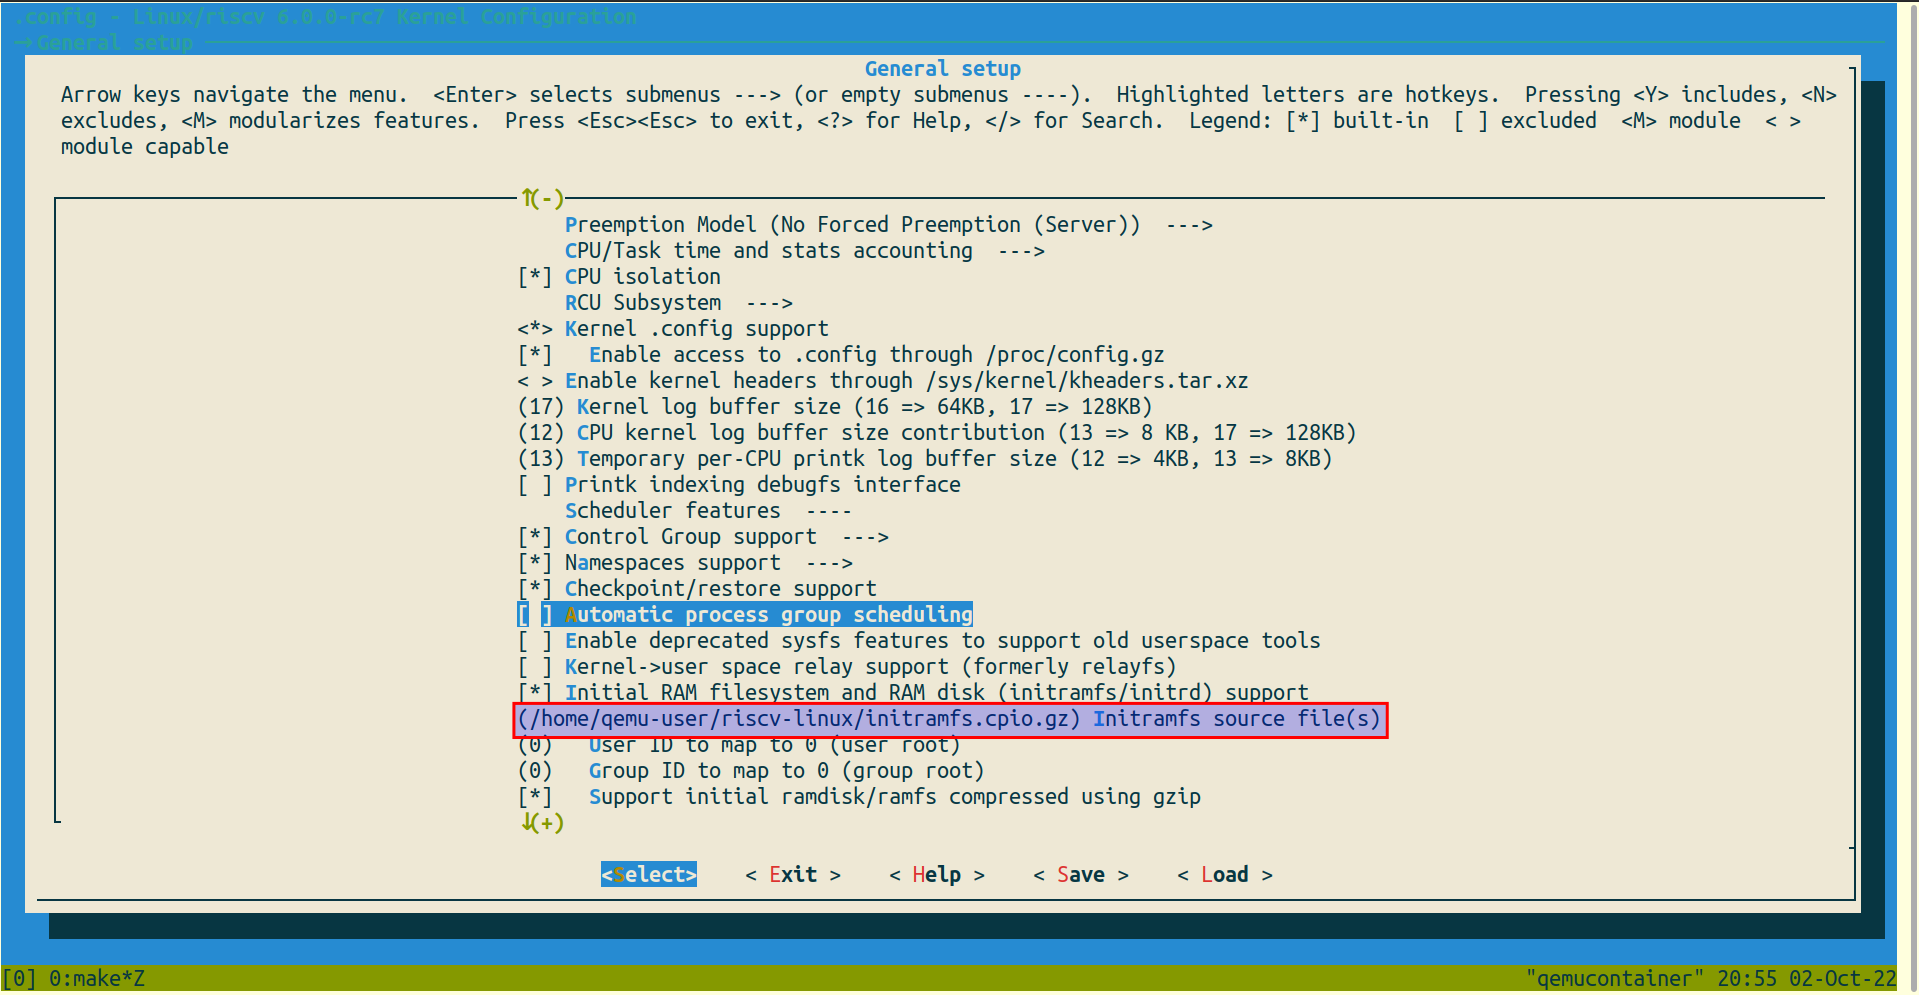 .config - Linux/riscv 6.0.0-rc7 Kernel Configuration
→ General setup
General setup
Arrow keys navigate the menu.  <Enter> selects submenus ---> (or empty submenus ----).  Highlighted letters are hotkeys.  Pressing <Y> includes, <N>
excludes, <M> modularizes features.  Press <Esc><Esc> to exit, <?> for Help, </> for Search.  Legend: [*] built-in  [ ] excluded  <M> module  < >
module capable
↑(-)
Preemption Model (No Forced Preemption (Server))  --->
CPU/Task time and stats accounting  --->
[*] CPU isolation
RCU Subsystem  --->
<*> Kernel .config support
[*]   Enable access to .config through /proc/config.gz
< > Enable kernel headers through /sys/kernel/kheaders.tar.xz
(17) Kernel log buffer size (16 => 64KB, 17 => 128KB)
(12) CPU kernel log buffer size contribution (13 => 8 KB, 17 => 128KB)
(13) Temporary per-CPU printk log buffer size (12 => 4KB, 13 => 8KB)
[ ] Printk indexing debugfs interface
Scheduler features  ----
[*] Control Group support  --->
[*] Namespaces support  --->
[*] Checkpoint/restore support
[ ] Automatic process group scheduling
[ ] Enable deprecated sysfs features to support old userspace tools
[ ] Kernel->user space relay support (formerly relayfs)
[*] Initial RAM filesystem and RAM disk (initramfs/initrd) support
(/home/qemu-user/riscv-linux/initramfs.cpio.gz) Initramfs source file(s)
(0)   User ID to map to 0 (user root)
(0)   Group ID to map to 0 (group root)
[*]   Support initial ramdisk/ramfs compressed using gzip
↓(+)
<Select>    < Exit >    < Help >    < Save >    < Load >
[0] 0:make*Z    "qemucontainer" 20:55 02-Oct-22